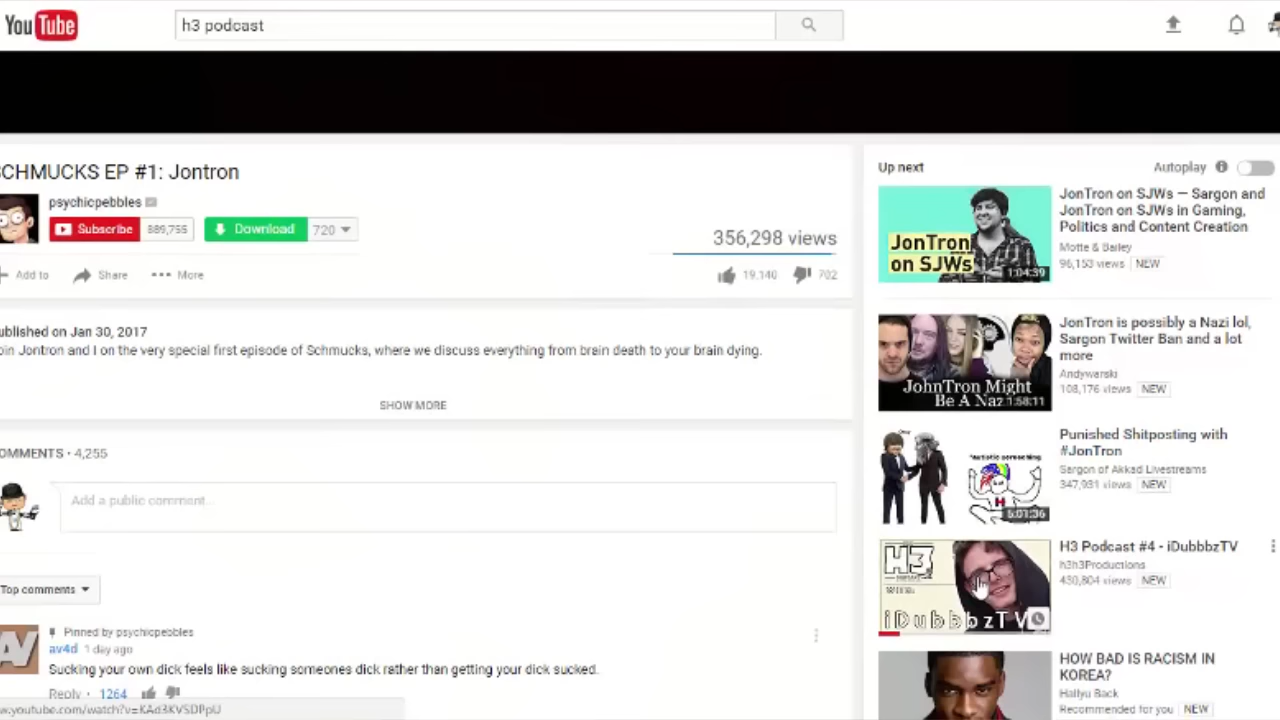 YouTube
h3 podcast
SCHMUCKS EP #1: Jontron
psychicpebbles
Subscribe 889,755
Download 720
356,298 views
Add to Share More
19,140 702
Published on Jan 30, 2017
Join Jontron and I on the very special first episode of Schmucks, where we discuss everything from brain death to your brain dying.
SHOW MORE
COMMENTS • 4,255
Add a public comment...
Top comments
Pinned by psychicpebbles
av4d 1 day ago
Sucking your own dick feels like sucking someones dick rather than getting your dick sucked.
Reply • 1264
w.youtube.com/watch?v=KAd3KVSDPpU
Up next
Autoplay
JonTron
on SJWs
1:04:39
JonTron on SJWs — Sargon and
JonTron on SJWs in Gaming,
Politics and Content Creation
Motte & Bailey
96,153 views NEW
JohnTron Might
Be A Naz
1:58:11
JonTron is possibly a Nazi lol,
Sargon Twitter Ban and a lot
more
Andywarski
108,176 views NEW
*autistic screeching
H
5:01:36
Punished Shitposting with
#JonTron
Sargon of Akkad Livestreams
347,931 views NEW
H3
iDubbbzTV
H3 Podcast #4 - iDubbbzTV
h3h3Productions
430,804 views NEW
HOW BAD IS RACISM IN
KOREA?
Hallyu Back
Recommended for you NEW